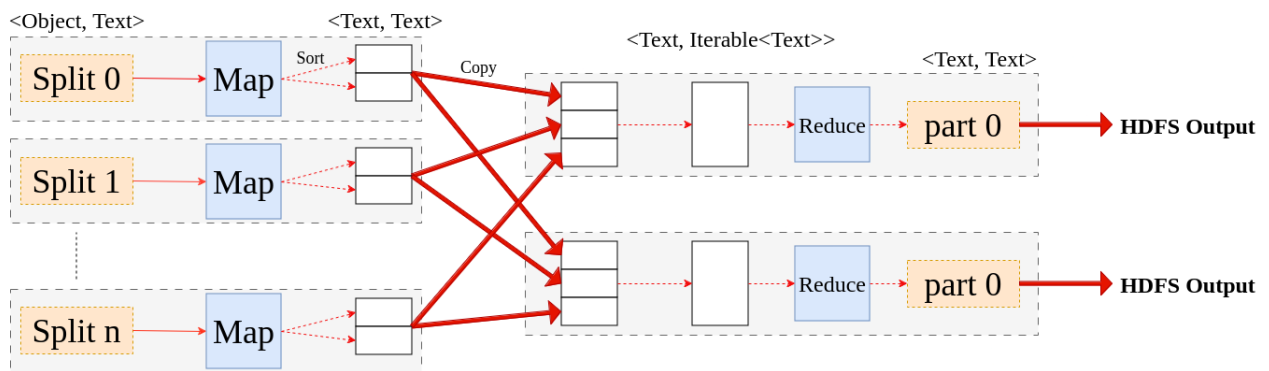 <Object, Text>
<Text, Text>
<Text, Iterable<Text>>
<Text, Text>
Split 0
Map
Sort
Copy
Reduce
part 0
HDFS Output
Split 1
Map
Split n
Map
Reduce
part 0
HDFS Output